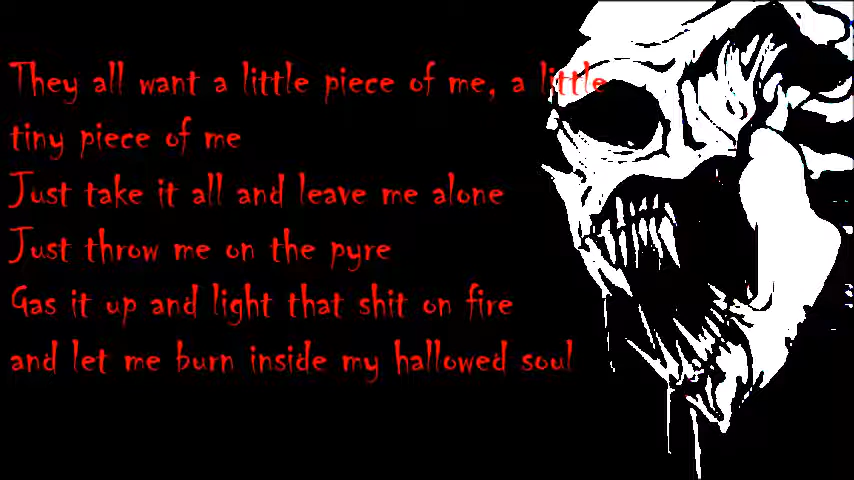 They all want a little piece of me, a little
tiny piece of me
Just take it all and leave me alone
Just throw me on the pyre
Gas it up and light that shit on fire
and let me burn inside my hallowed soul